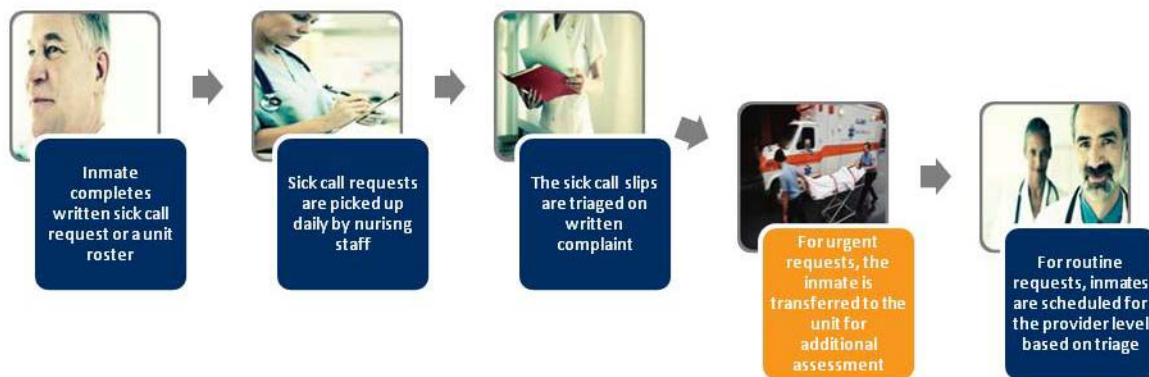 Inmate
completes
written sick call
request or a unit
roster
Sick call requests
are picked up
daily by nurisng
staff
The sick call slips
are triaged on
written
complaint
For urgent
requests, the
inmate is
transferred to the
unit for
additional
assessment
For routine
requests, inmates
are scheduled for
the provider level
based on triage